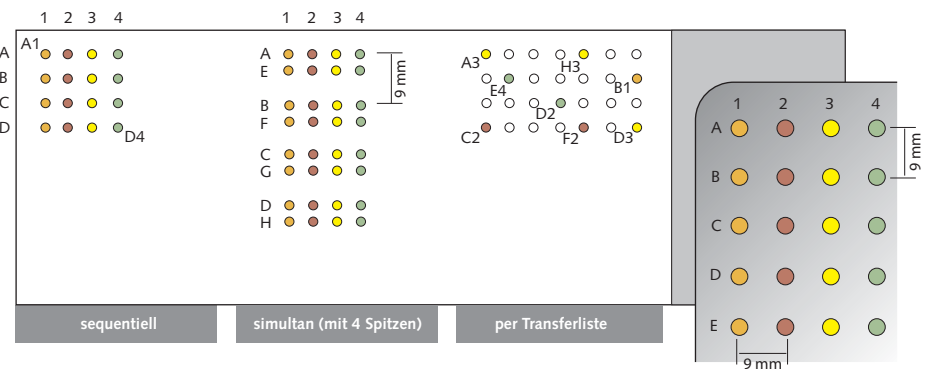 1 2 3 4
A1
A
B
C
D
D4
1 2 3 4
A
E
B
F
C
G
D
H
9 mm
A3
H3
E4
B1
D2
C2
F2
D3
1 2 3 4
A
B
C
D
E
9 mm
9 mm
sequentiell
simultan (mit 4 Spitzen)
per Transferliste